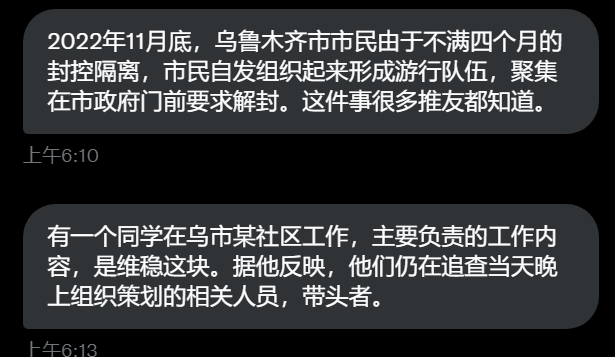 2022年11月底，乌鲁木齐市市民由于不满四个月的
封控隔离，市民自发组织起来形成游行队伍，聚集
在市政府门前要求解封。这件事很多推友都知道。
上午6:10
有一个同学在乌市某社区工作，主要负责的工作内
容，是维稳这块。据他反映，他们仍在追查当天晚
上组织策划的相关人员，带头者。
上午6:13